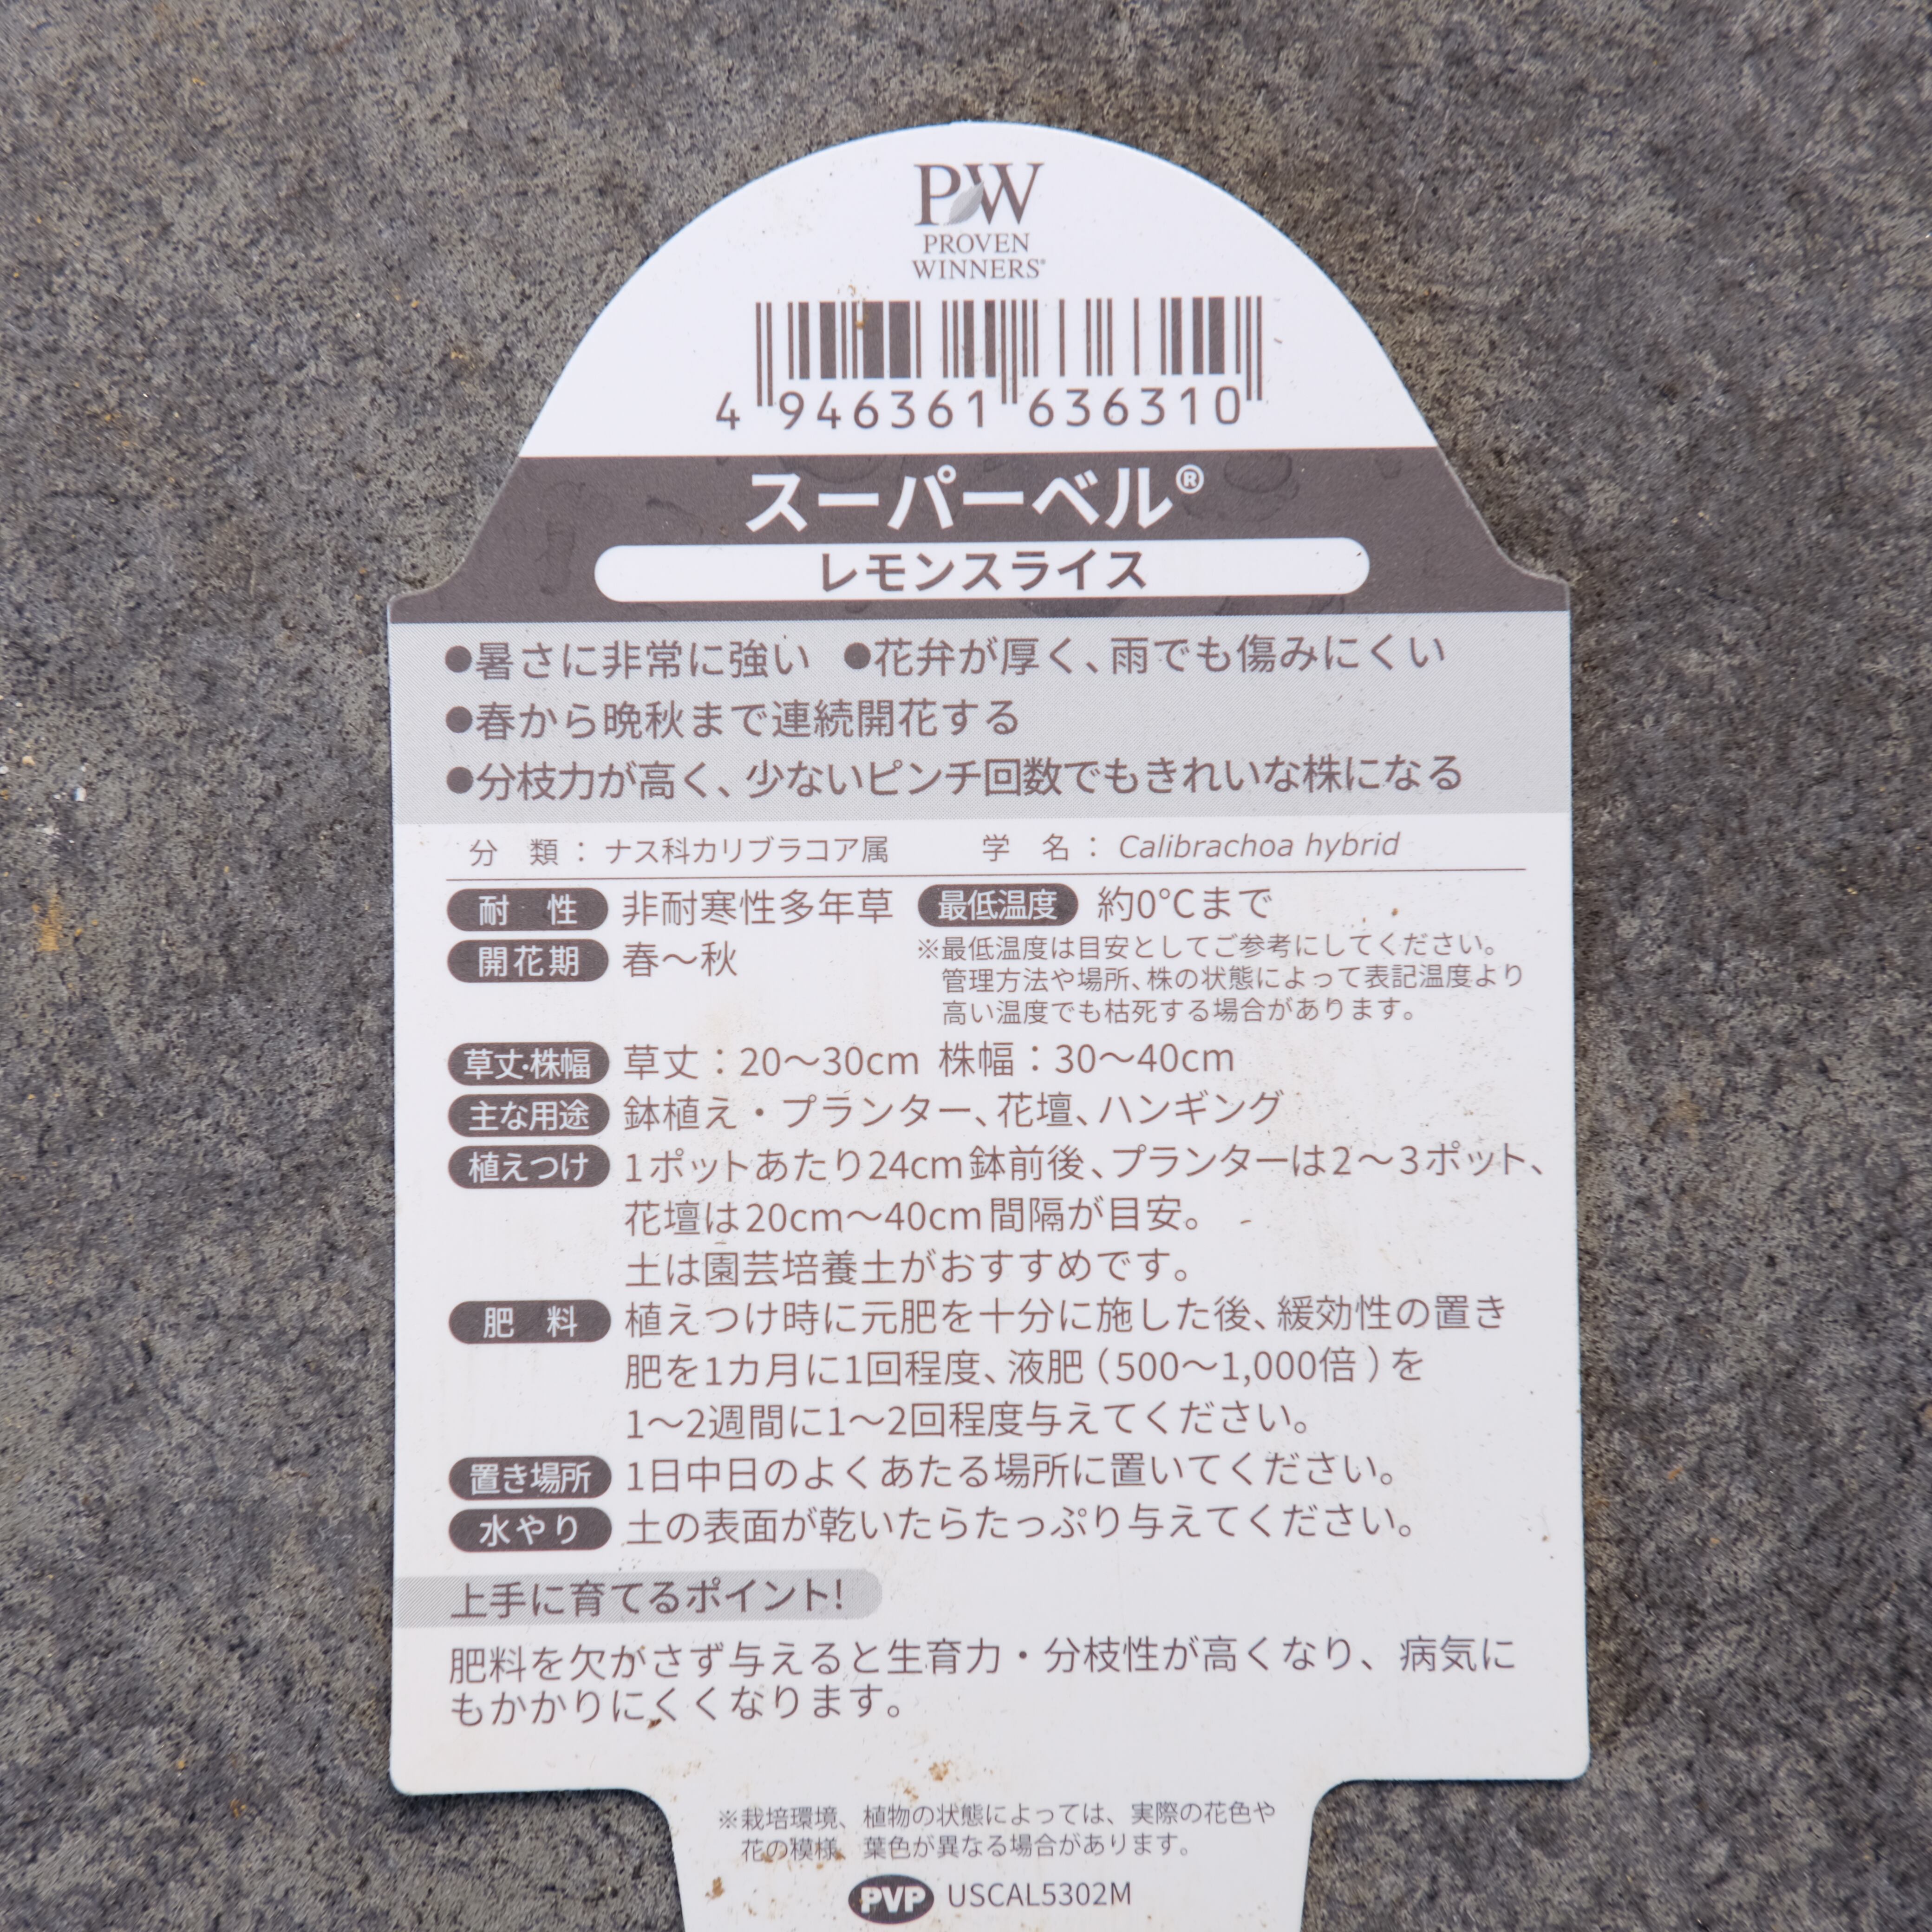 PW
PROVEN
WINNERS®
4 946361 636310
スーパーベル®
レモンスライス
●暑さに非常に強い ●花弁が厚く、雨でも傷みにくい
●春から晩秋まで連続開花する
●分枝力が高く、少ないピンチ回数でもきれいな株になる
分 類 : ナス科カリブラコア属 学 名 : Calibrachoa hybrid
耐 性 非耐寒性多年草 最低温度 約0℃まで
開花期 春～秋
※最低温度は目安としてご参考にしてください。
管理方法や場所、株の状態によって表記温度より
高い温度でも枯死する場合があります。
草丈・株幅 草丈：20～30cm 株幅：30～40cm
主な用途 鉢植え・プランター、花壇、ハンギング
植えつけ 1ポットあたり24cm鉢前後、プランターは2～3ポット、
花壇は20cm～40cm間隔が目安。
土は園芸培養土がおすすめです。
肥 料 植えつけ時に元肥を十分に施した後、緩効性の置き
肥を1カ月に1回程度、液肥（500～1,000倍）を
1～2週間に1～2回程度与えてください。
置き場所 1日中日のよくあたる場所に置いてください。
水やり 土の表面が乾いたらたっぷり与えてください。
上手に育てるポイント!
肥料を欠かさず与えると生育力・分枝性が高くなり、病気に
もかかりにくくなります。
※栽培環境、植物の状態によっては、実際の花色や
花の模様、葉色が異なる場合があります。
PVP USCAL5302M